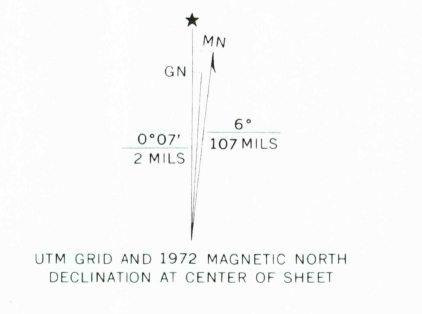 MN
GN
0°07'
2 MILS
6°
107 MILS
UTM GRID AND 1972 MAGNETIC NORTH
DECLINATION AT CENTER OF SHEET